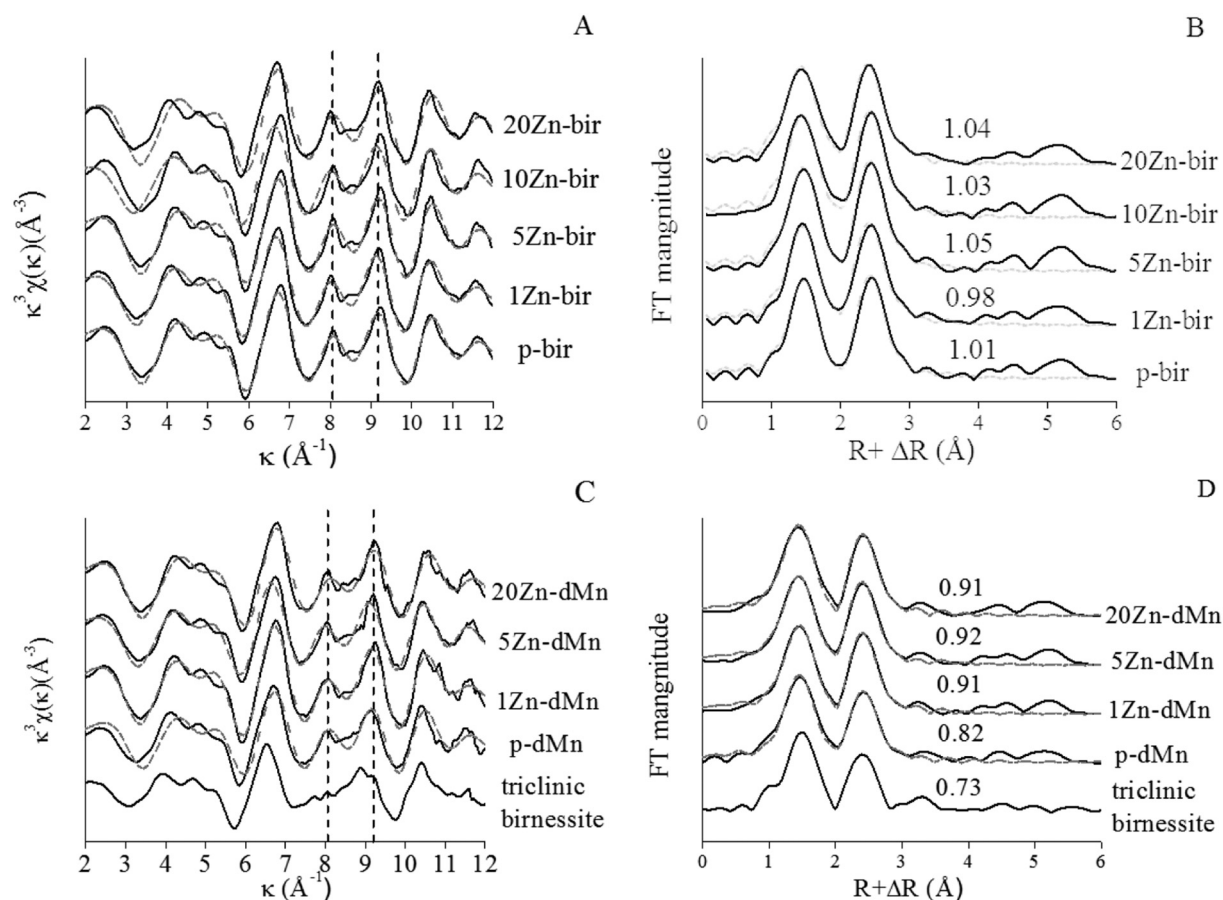 A
20Zn-bir
10Zn-bir
5Zn-bir
1Zn-bir
p-bir
κ³χ(κ)(Å⁻³)
2 3 4 5 6 7 8 9 10 11 12
κ (Å⁻¹)
B
1.04
20Zn-bir
1.03
10Zn-bir
1.05
5Zn-bir
0.98
1Zn-bir
1.01
p-bir
FT mangnitude
0 1 2 3 4 5 6
R+ ΔR (Å)
C
20Zn-dMn
5Zn-dMn
1Zn-dMn
p-dMn
triclinic
birnessite
κ³χ(κ)(Å⁻³)
2 3 4 5 6 7 8 9 10 11 12
κ (Å⁻¹)
D
0.91
20Zn-dMn
0.92
5Zn-dMn
0.91
1Zn-dMn
0.82
p-dMn
0.73
triclinic
birnessite
FT mangnitude
0 1 2 3 4 5 6
R+ΔR (Å)